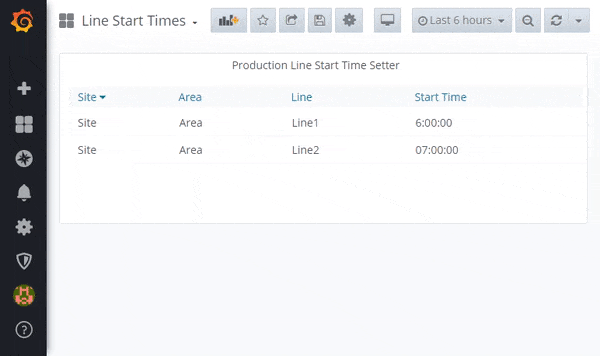 Line Start Times
Last 6 hours
Production Line Start Time Setter
Site Area Line Start Time
Site Area Line1 6:00:00
Site Area Line2 07:00:00